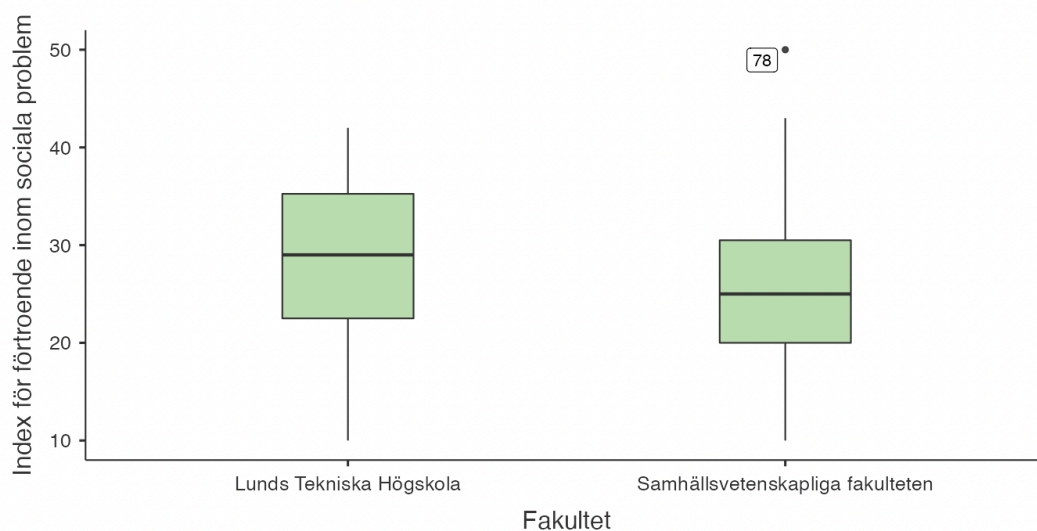 Index för förtroende inom sociala problem
50
40
30
20
10
78
Lunds Tekniska Högskola
Samhällsvetenskapliga fakulteten
Fakultet